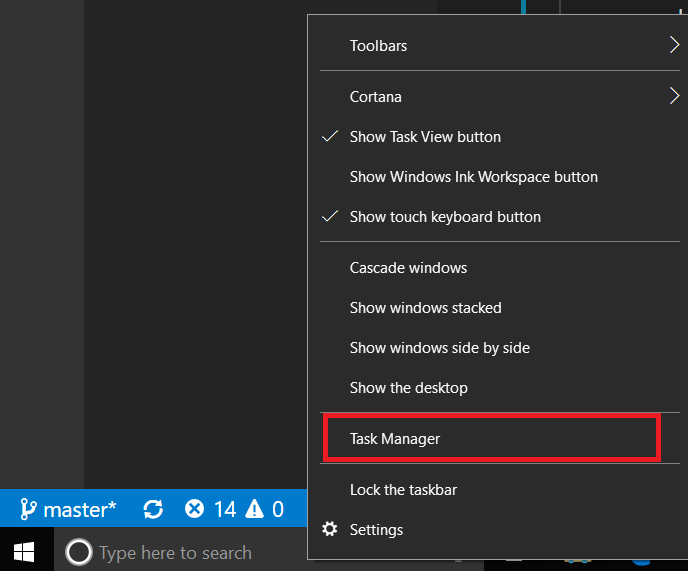 Toolbars
Cortana
Show Task View button
Show Windows Ink Workspace button
Show touch keyboard button
Cascade windows
Show windows stacked
Show windows side by side
Show the desktop
Task Manager
Lock the taskbar
Settings
master* 14 0
Type here to search